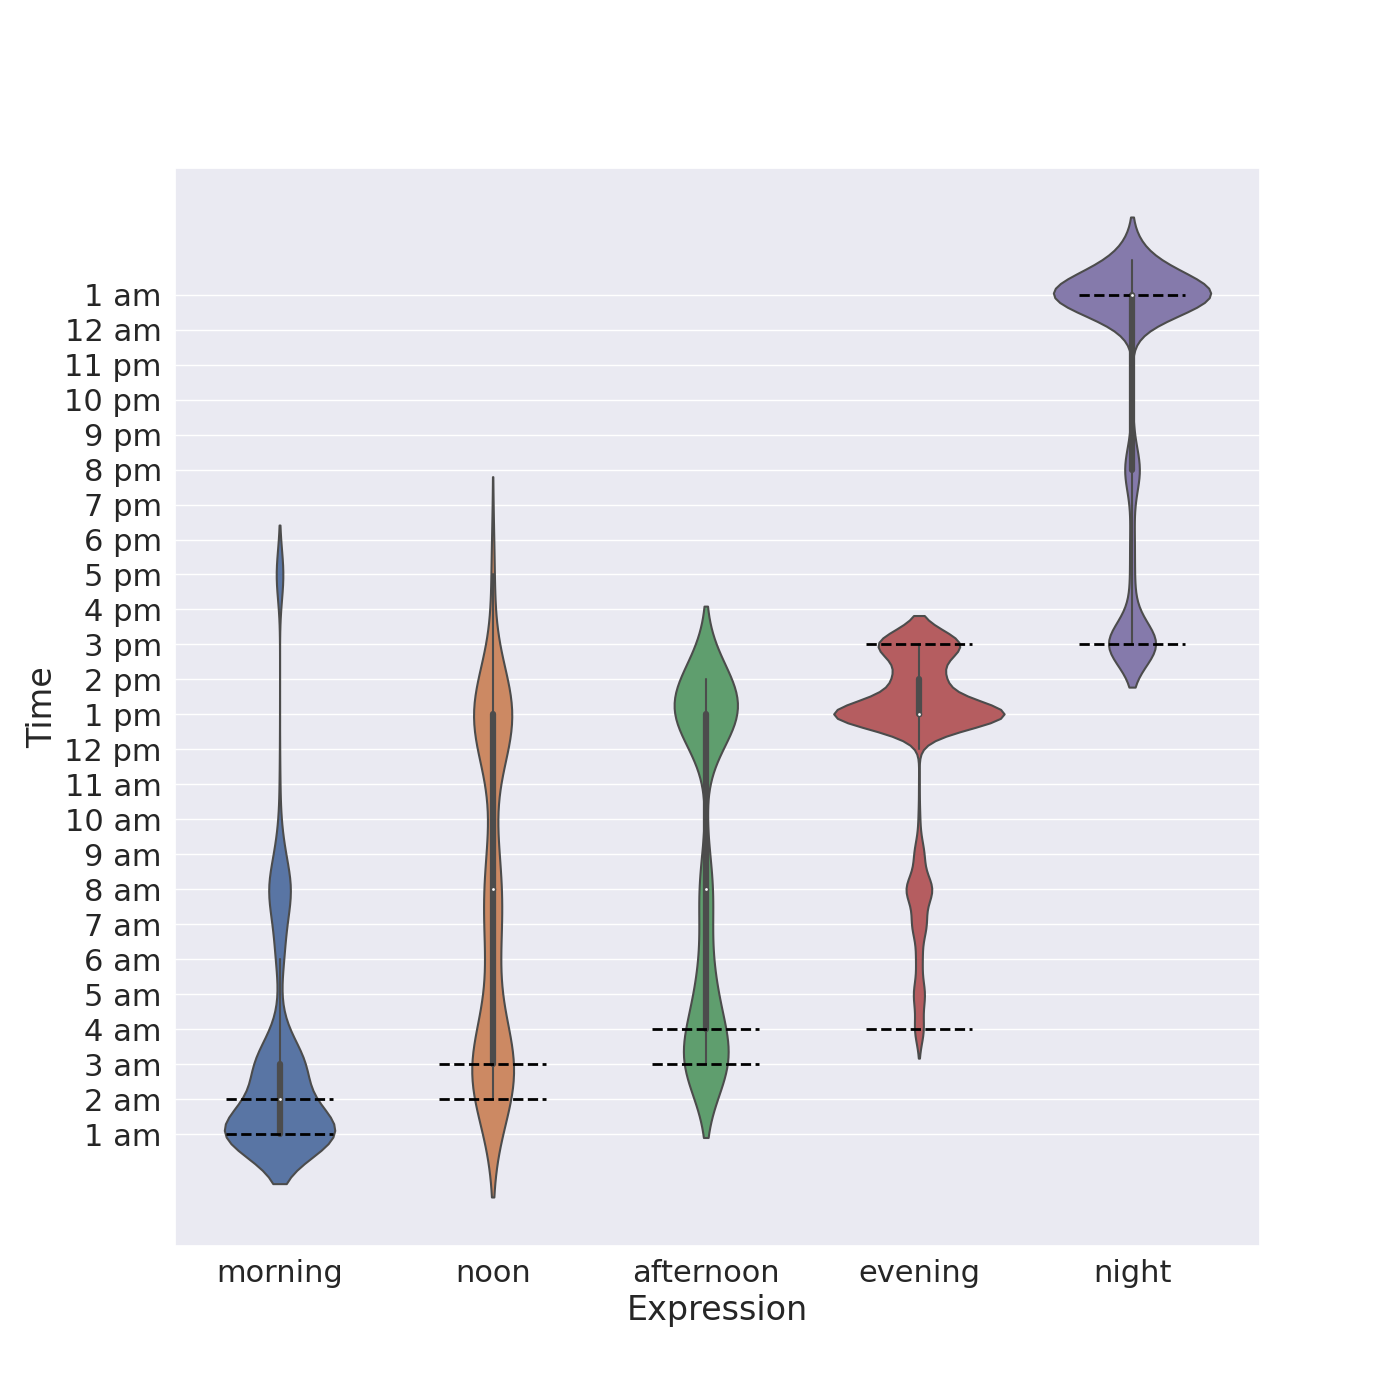 1 am
12 am
11 pm
10 pm
9 pm
8 pm
7 pm
6 pm
5 pm
4 pm
3 pm
2 pm
1 pm
12 pm
11 am
10 am
9 am
8 am
7 am
6 am
5 am
4 am
3 am
2 am
1 am
Time
morning noon afternoon evening night
Expression